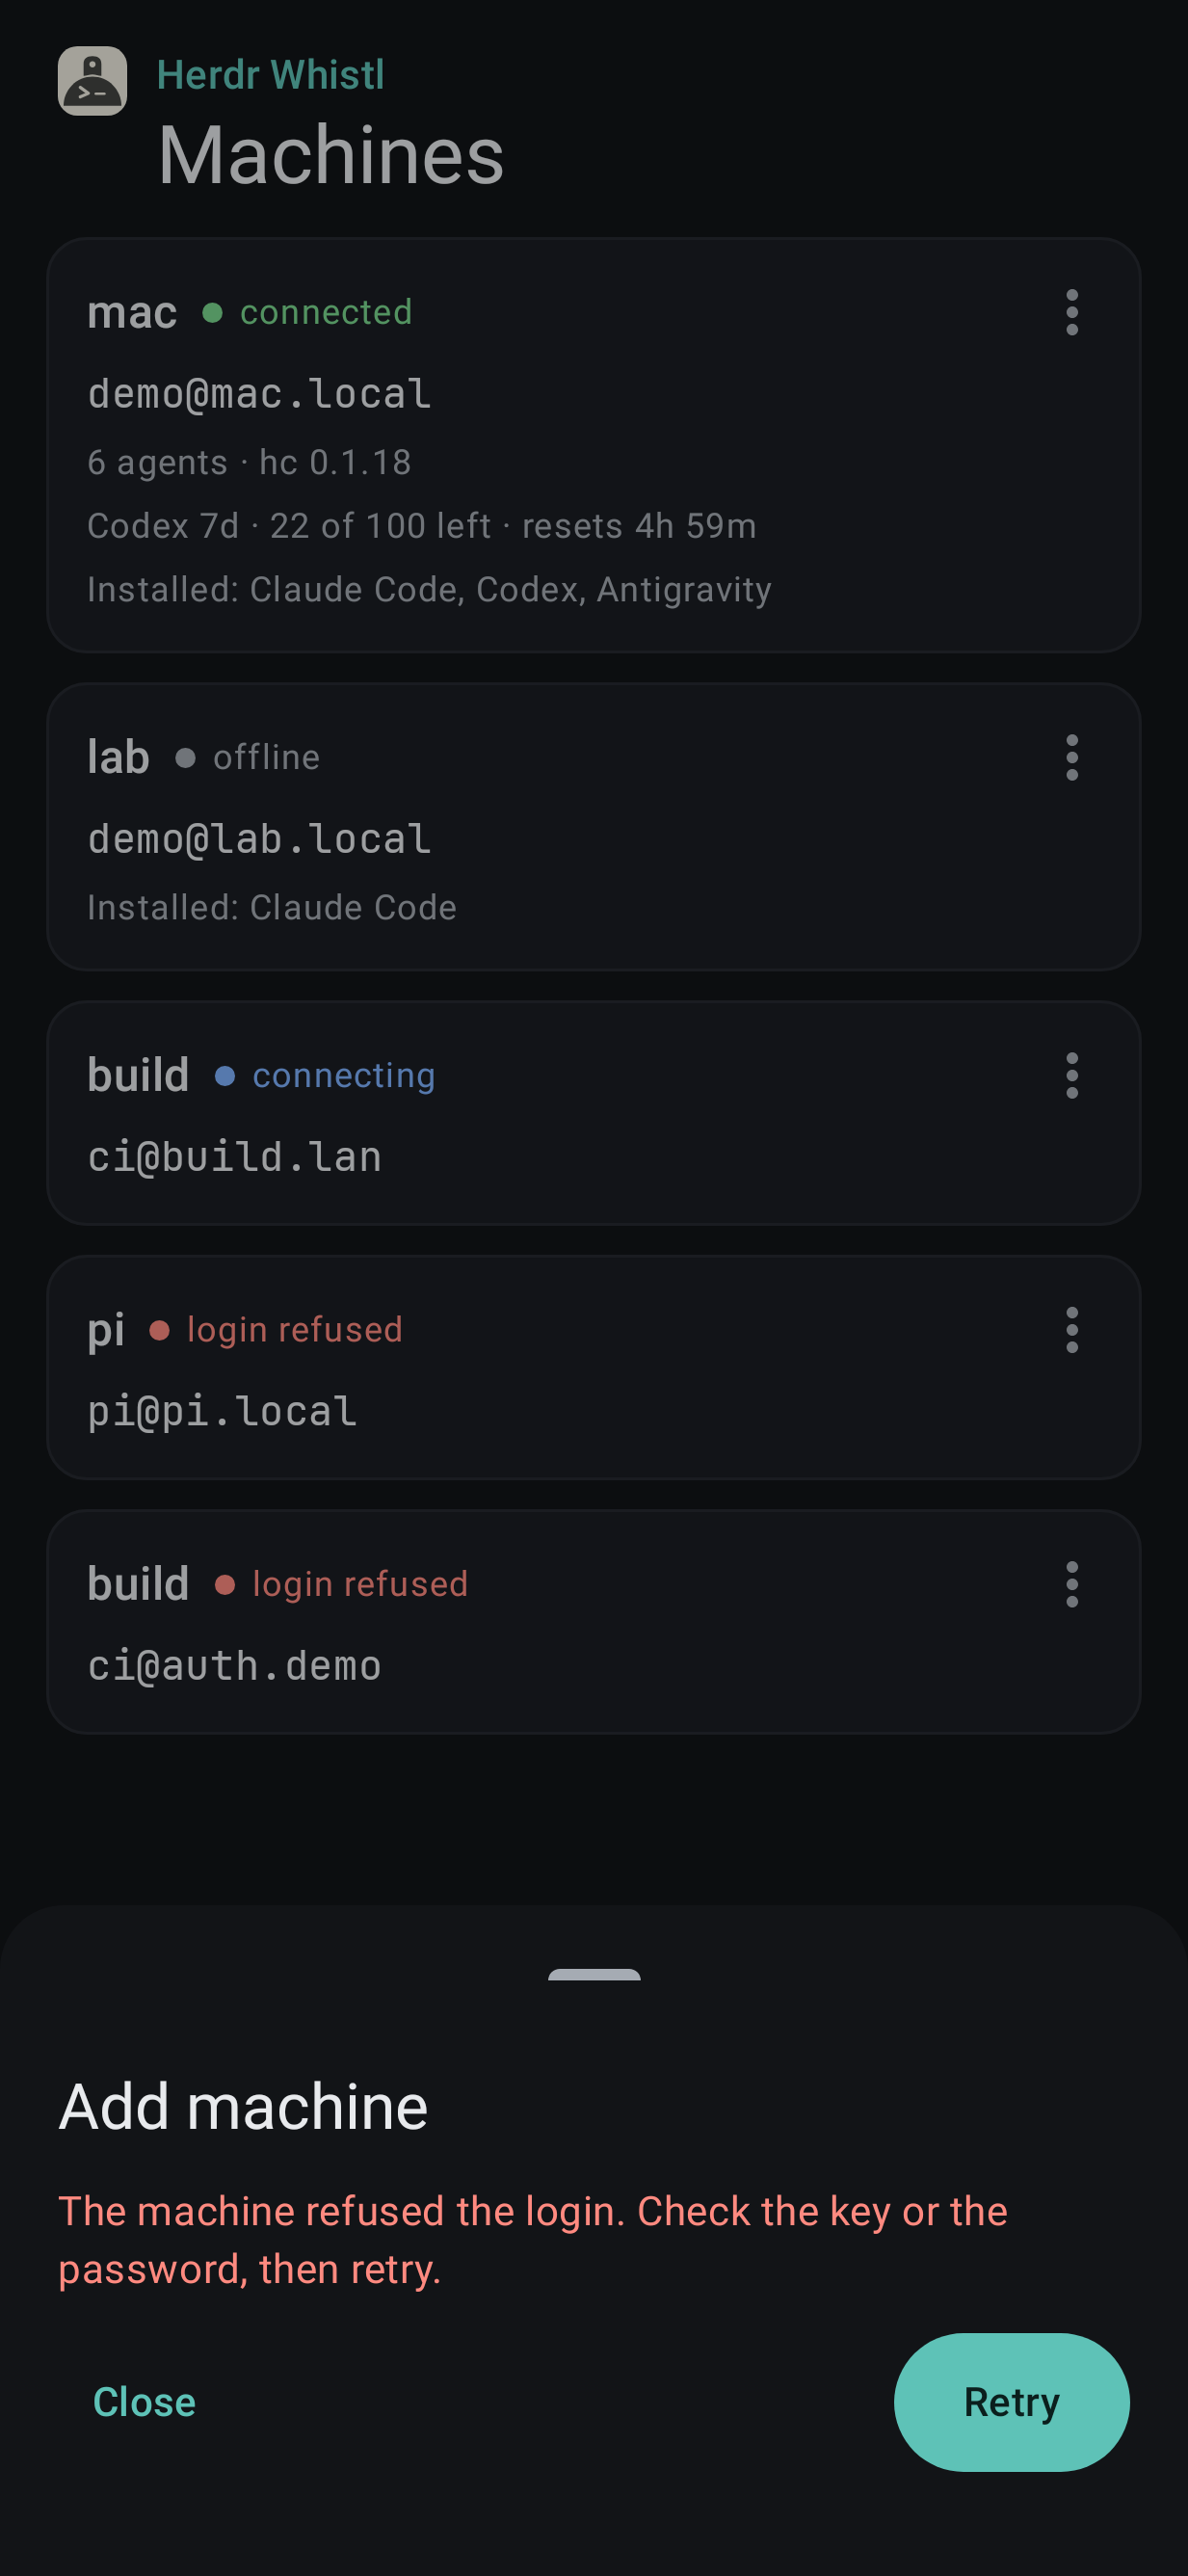 Herdr Whistl
Machines
mac connected
demo@mac.local
6 agents · hc 0.1.18
Codex 7d · 22 of 100 left · resets 4h 59m
Installed: Claude Code, Codex, Antigravity
lab offline
demo@lab.local
Installed: Claude Code
build connecting
ci@build.lan
pi login refused
pi@pi.local
build login refused
ci@auth.demo
Add machine
The machine refused the login. Check the key or the
password, then retry.
Close Retry